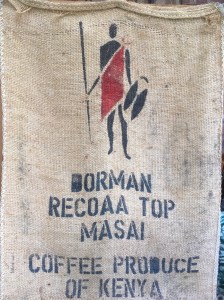 DORMAN
RECOAA TOP
MASAI
COFFEE PRODUCE
OF KENYA